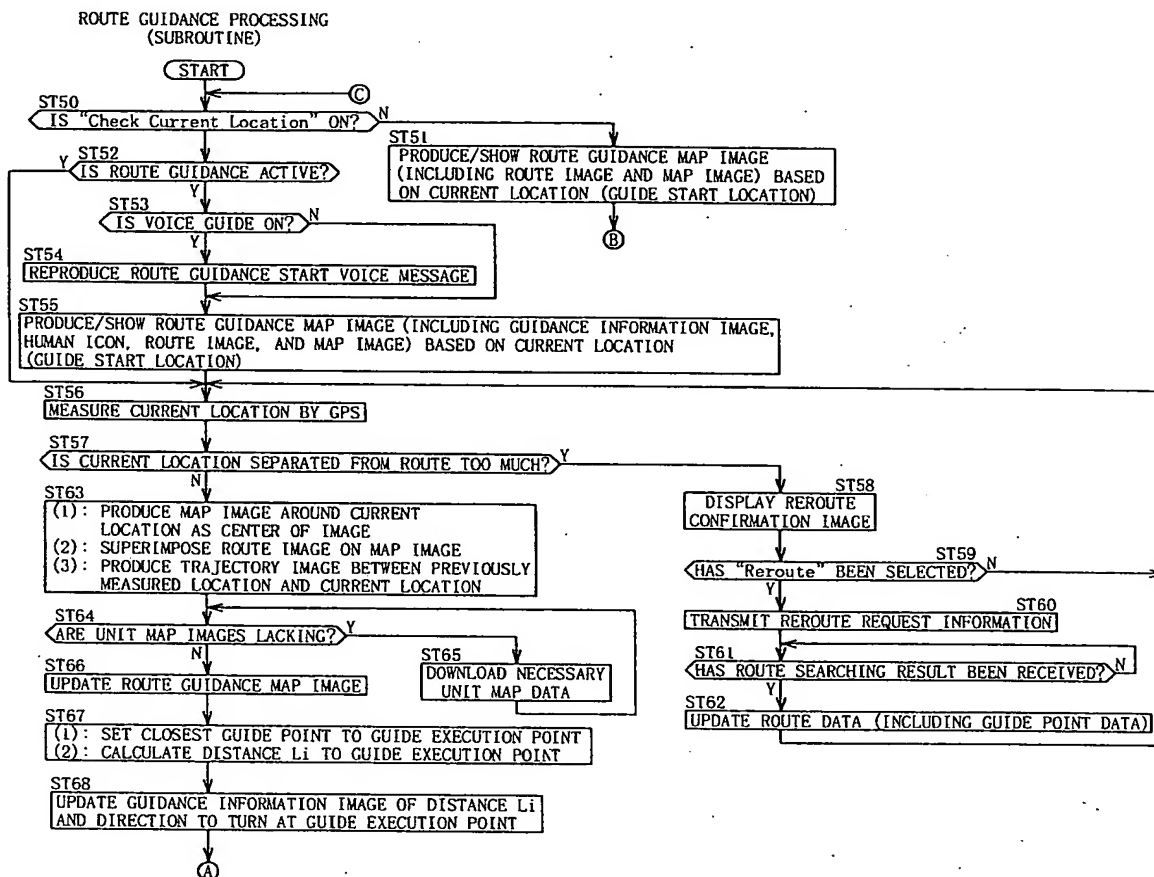 ROUTE GUIDANCE PROCESSING
(SUBROUTINE)
START
C
ST50
IS "Check Current Location" ON?
N
ST51
PRODUCE/SHOW ROUTE GUIDANCE MAP IMAGE
(INCLUDING ROUTE IMAGE AND MAP IMAGE) BASED
ON CURRENT LOCATION (GUIDE START LOCATION)
B
Y
ST52
IS ROUTE GUIDANCE ACTIVE?
Y
ST53
IS VOICE GUIDE ON?
N
Y
ST54
REPRODUCE ROUTE GUIDANCE START VOICE MESSAGE
ST55
PRODUCE/SHOW ROUTE GUIDANCE MAP IMAGE (INCLUDING GUIDANCE INFORMATION IMAGE,
HUMAN ICON, ROUTE IMAGE, AND MAP IMAGE) BASED ON CURRENT LOCATION
(GUIDE START LOCATION)
ST56
MEASURE CURRENT LOCATION BY GPS
ST57
IS CURRENT LOCATION SEPARATED FROM ROUTE TOO MUCH?
Y
N
ST63
(1): PRODUCE MAP IMAGE AROUND CURRENT
LOCATION AS CENTER OF IMAGE
(2): SUPERIMPOSE ROUTE IMAGE ON MAP IMAGE
(3): PRODUCE TRAJECTORY IMAGE BETWEEN PREVIOUSLY
MEASURED LOCATION AND CURRENT LOCATION
ST64
ARE UNIT MAP IMAGES LACKING?
Y
N
ST65
DOWNLOAD NECESSARY
UNIT MAP DATA
ST66
UPDATE ROUTE GUIDANCE MAP IMAGE
ST67
(1): SET CLOSEST GUIDE POINT TO GUIDE EXECUTION POINT
(2): CALCULATE DISTANCE Li TO GUIDE EXECUTION POINT
ST68
UPDATE GUIDANCE INFORMATION IMAGE OF DISTANCE Li
AND DIRECTION TO TURN AT GUIDE EXECUTION POINT
A
ST58
DISPLAY REROUTE
CONFIRMATION IMAGE
ST59
HAS "Reroute" BEEN SELECTED?
N
Y
ST60
TRANSMIT REROUTE REQUEST INFORMATION
ST61
HAS ROUTE SEARCHING RESULT BEEN RECEIVED?
N
Y
ST62
UPDATE ROUTE DATA (INCLUDING GUIDE POINT DATA)